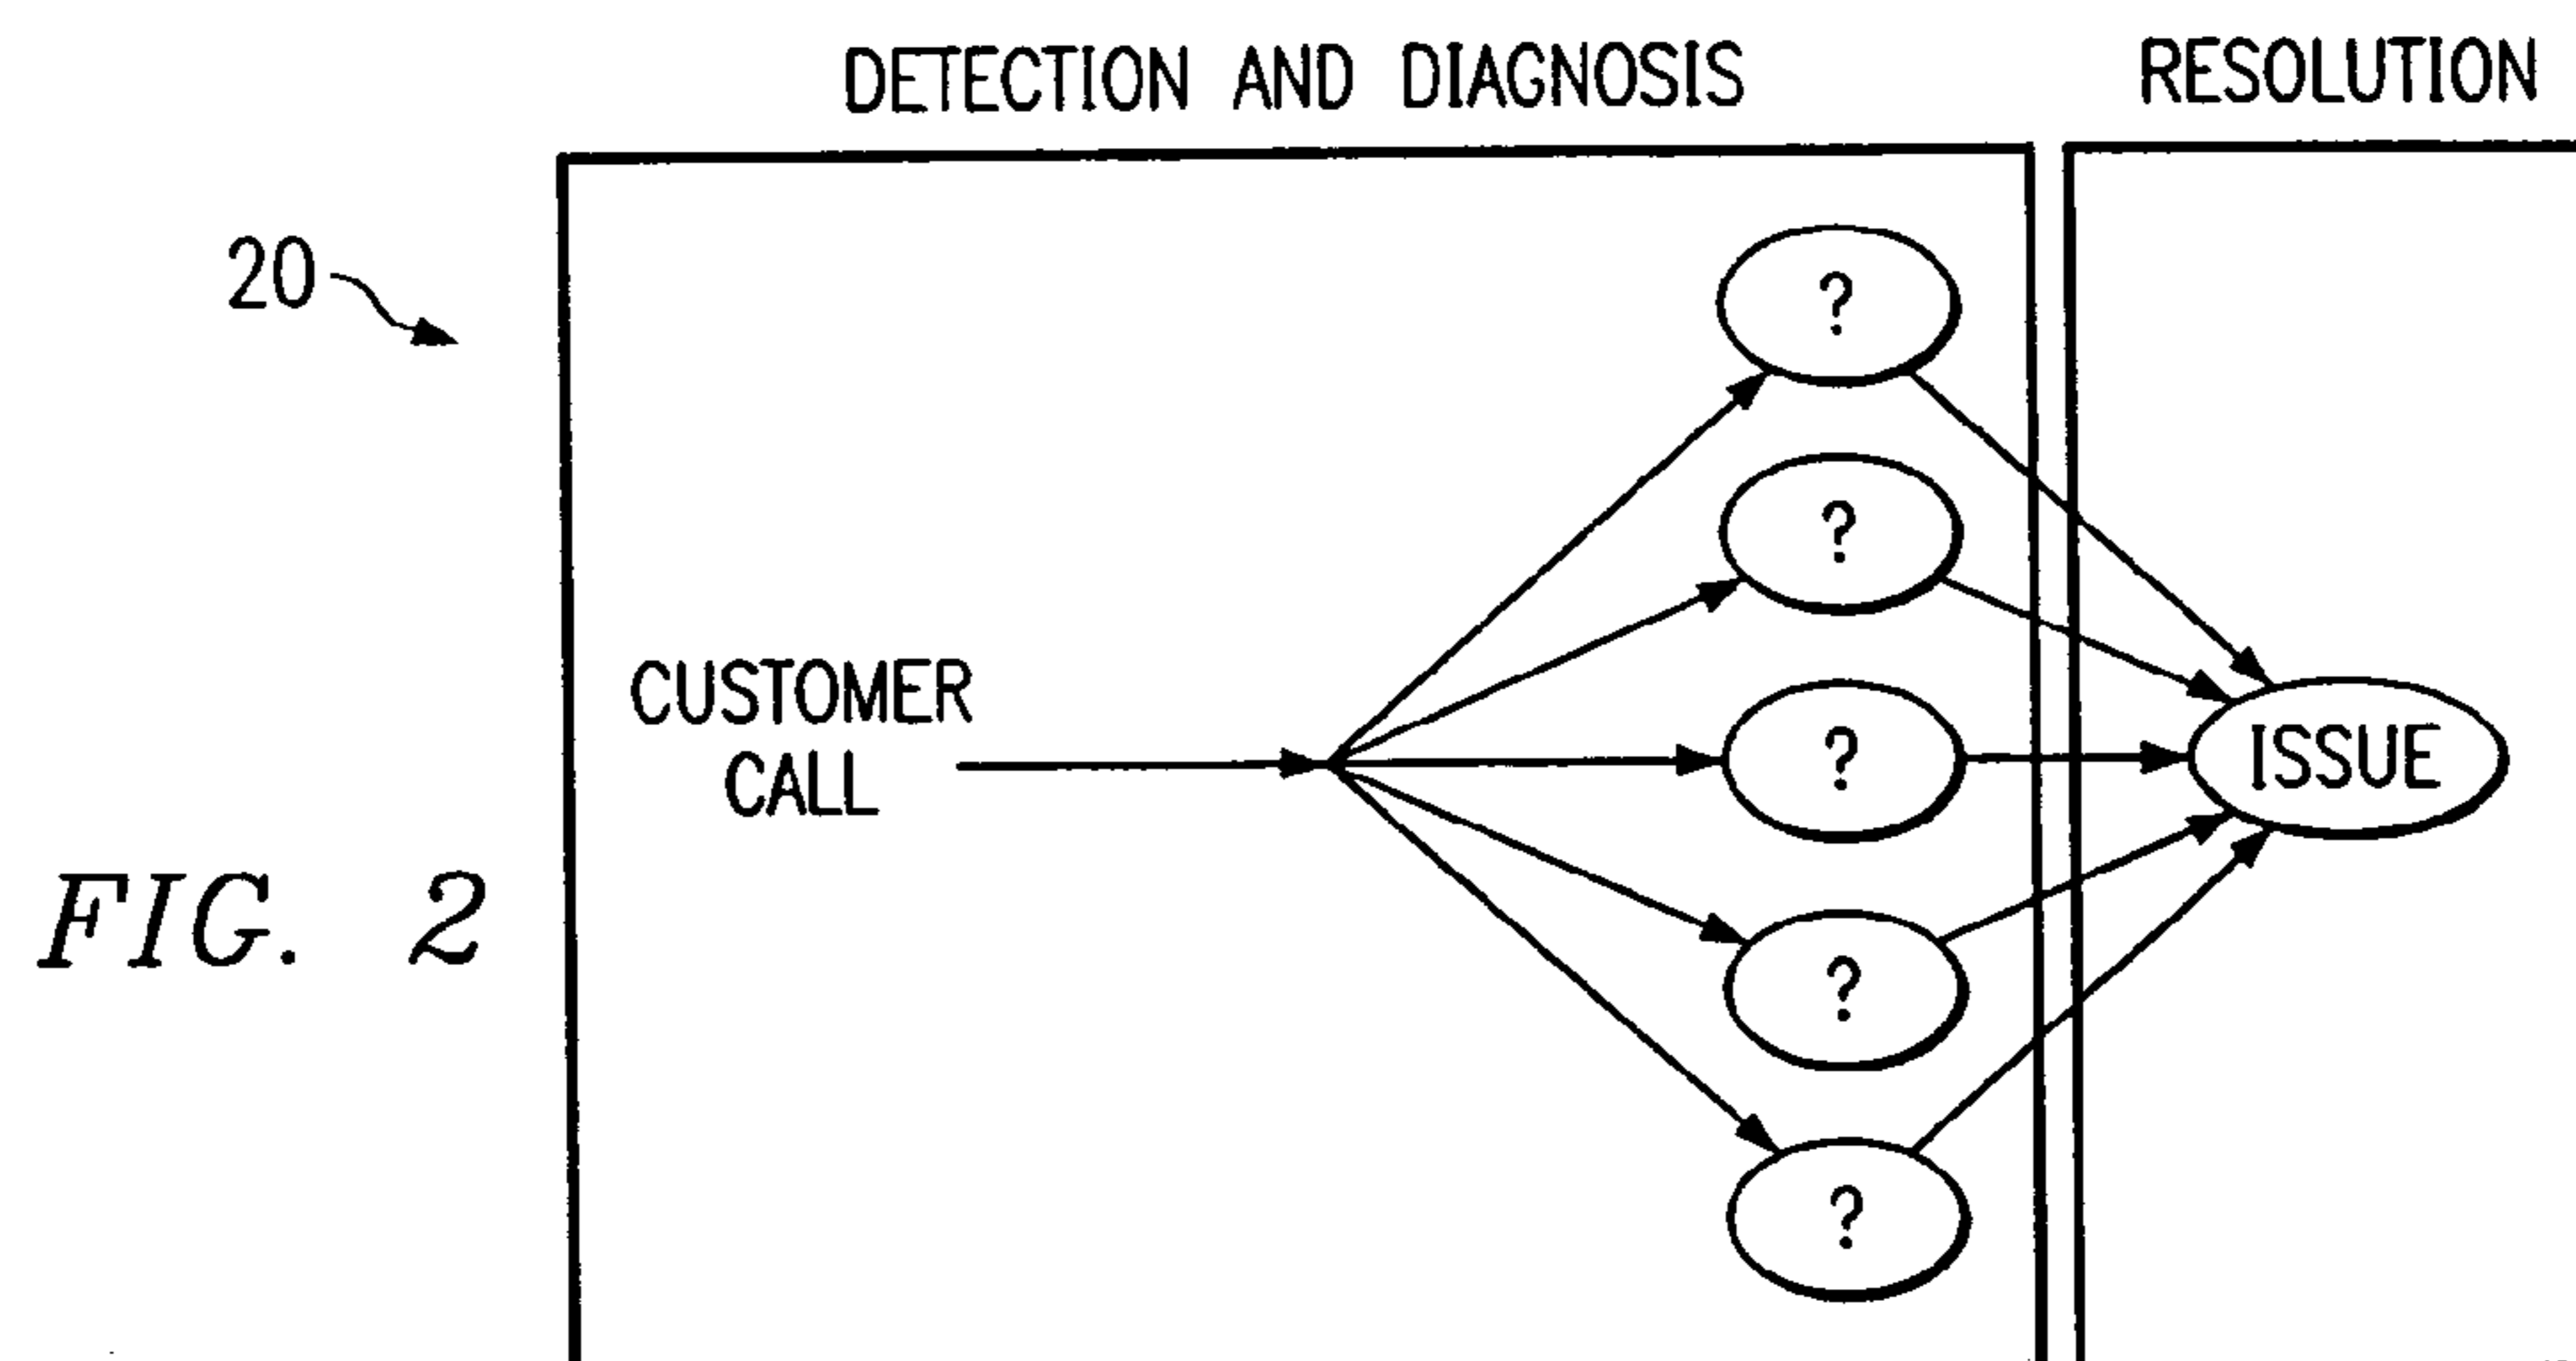 DETECTION AND DIAGNOSIS
RESOLUTION
20
?
?
CUSTOMER
CALL
?
ISSUE
FIG. 2
?
?